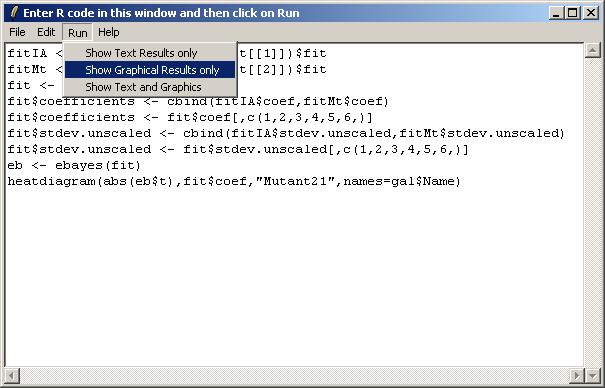 Enter R code in this window and then click on Run
File Edit Run Help
Show Text Results only
Show Graphical Results only
Show Text and Graphics
fitIA < t[[1]])$fit
fitMt < t[[2]])$fit
fit <-
fit$coefficients <- cbind(fitIA$coef,fitMt$coef)
fit$coefficients <- fit$coef[,c(1,2,3,4,5,6,)]
fit$stdev.unscaled <- cbind(fitIA$stdev.unscaled,fitMt$stdev.unscaled)
fit$stdev.unscaled <- fit$stdev.unscaled[,c(1,2,3,4,5,6,)]
eb <- ebayes(fit)
heatdiagram(abs(eb$t),fit$coef,"Mutant21",names=gal$Name)